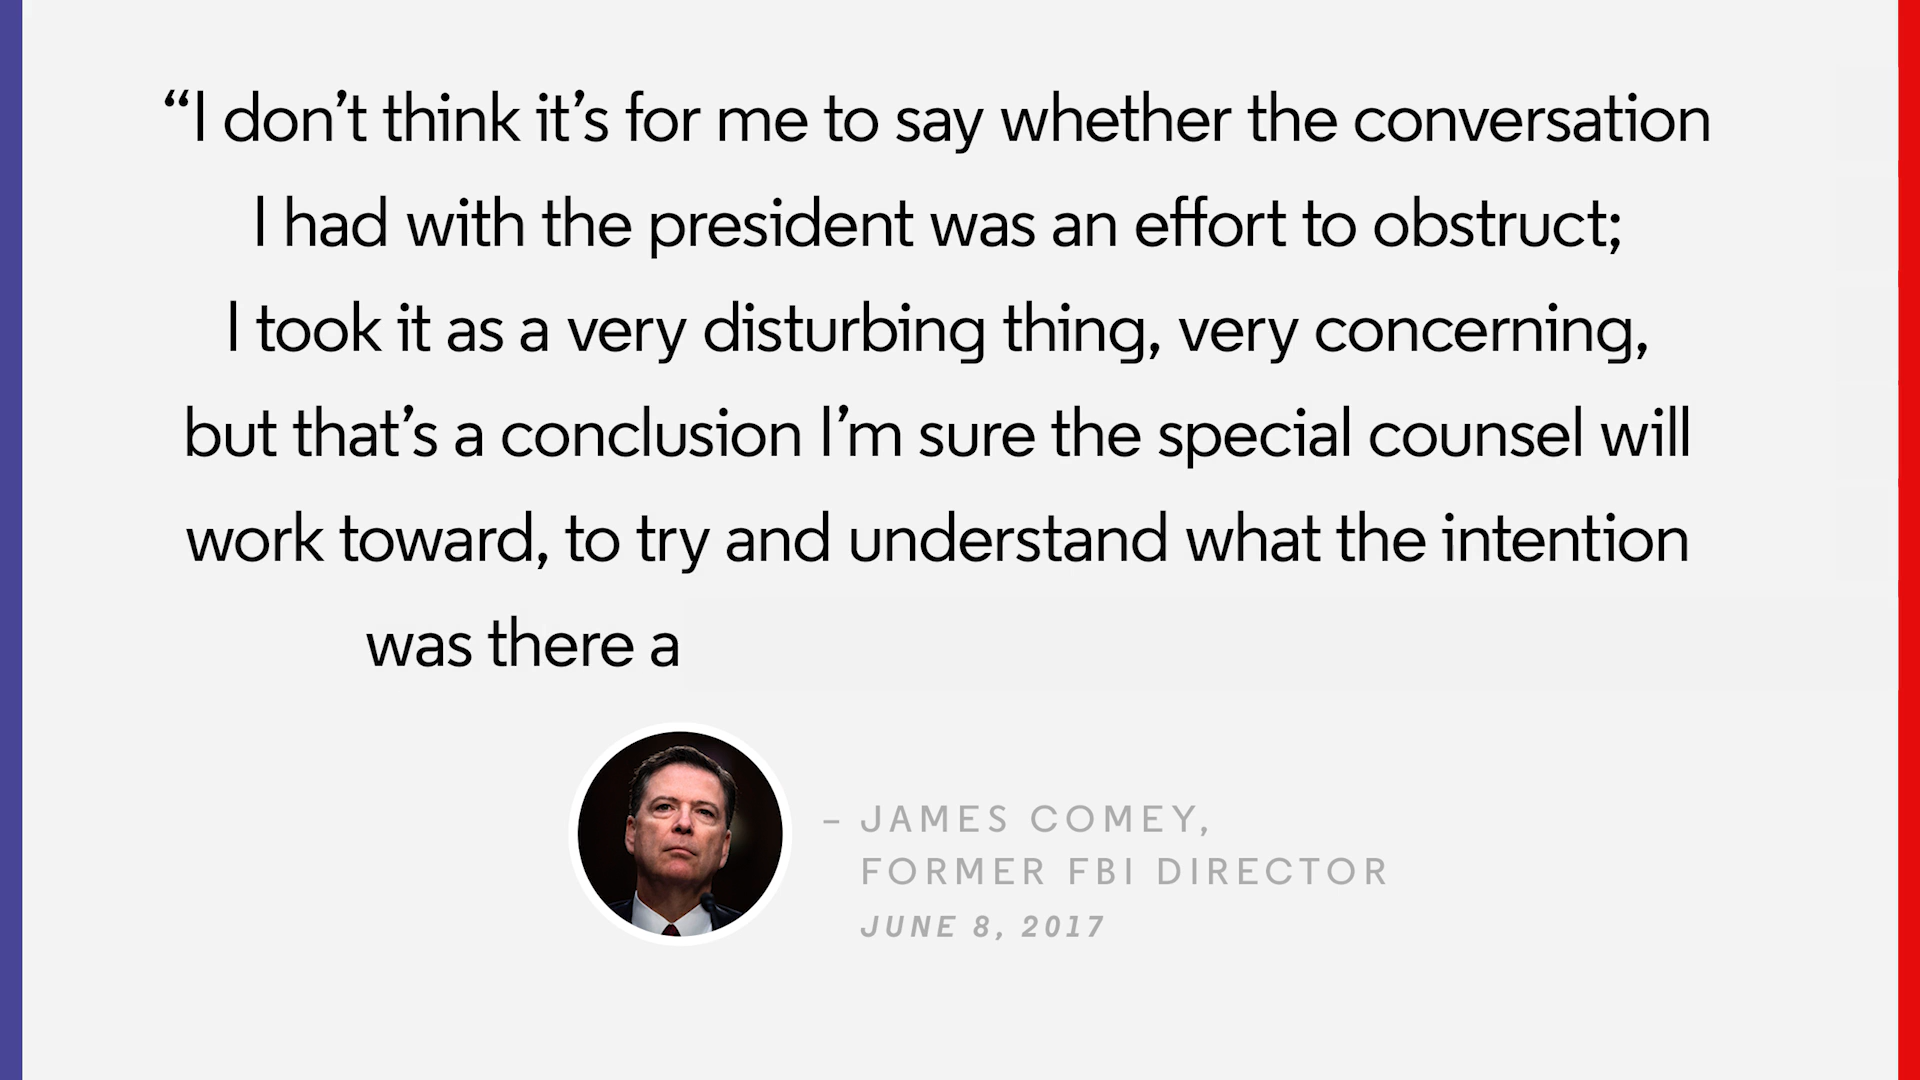 “I don’t think it’s for me to say whether the conversation
I had with the president was an effort to obstruct;
I took it as a very disturbing thing, very concerning,
but that’s a conclusion I’m sure the special counsel will
work toward, to try and understand what the intention
was there a
– JAMES COMEY,
FORMER FBI DIRECTOR
JUNE 8, 2017